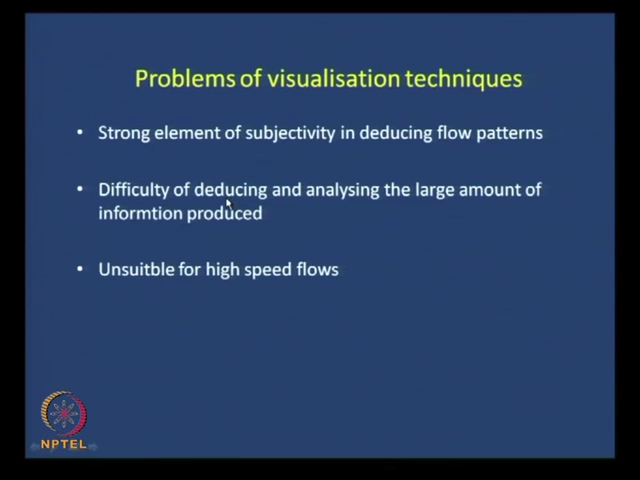 Problems of visualisation techniques
• Strong element of subjectivity in deducing flow patterns
• Difficulty of deducing and analysing the large amount of
informtion produced
• Unsuitble for high speed flows
NPTEL